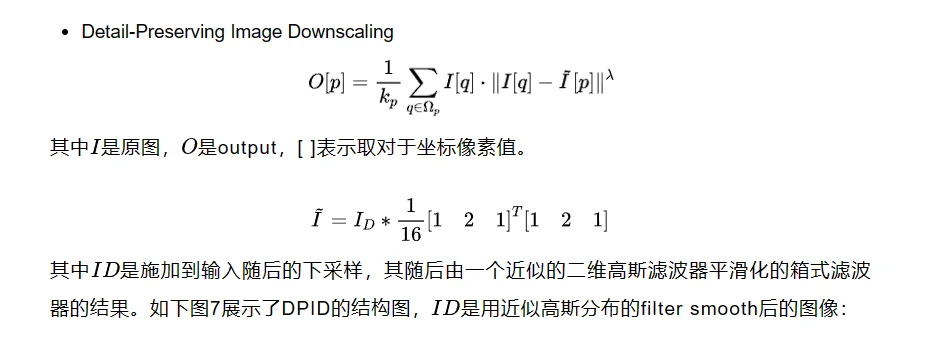 • Detail-Preserving Image Downscaling
O[p] = \frac{1}{k_p} \sum_{q \in \Omega_p} I[q] \cdot \|I[q] - \tilde{I}[p]\|^{\lambda}
其中I是原图，O是output，[ ]表示取对于坐标像素值。
\tilde{I} = I_D * \frac{1}{16} [1 2 1]^T [1 2 1]
其中ID是施加到输入随后的下采样，其随后由一个近似的二维高斯滤波器平滑化的箱式滤波
器的结果。如下图7展示了DPID的结构图，ID是用近似高斯分布的filter smooth后的图像：